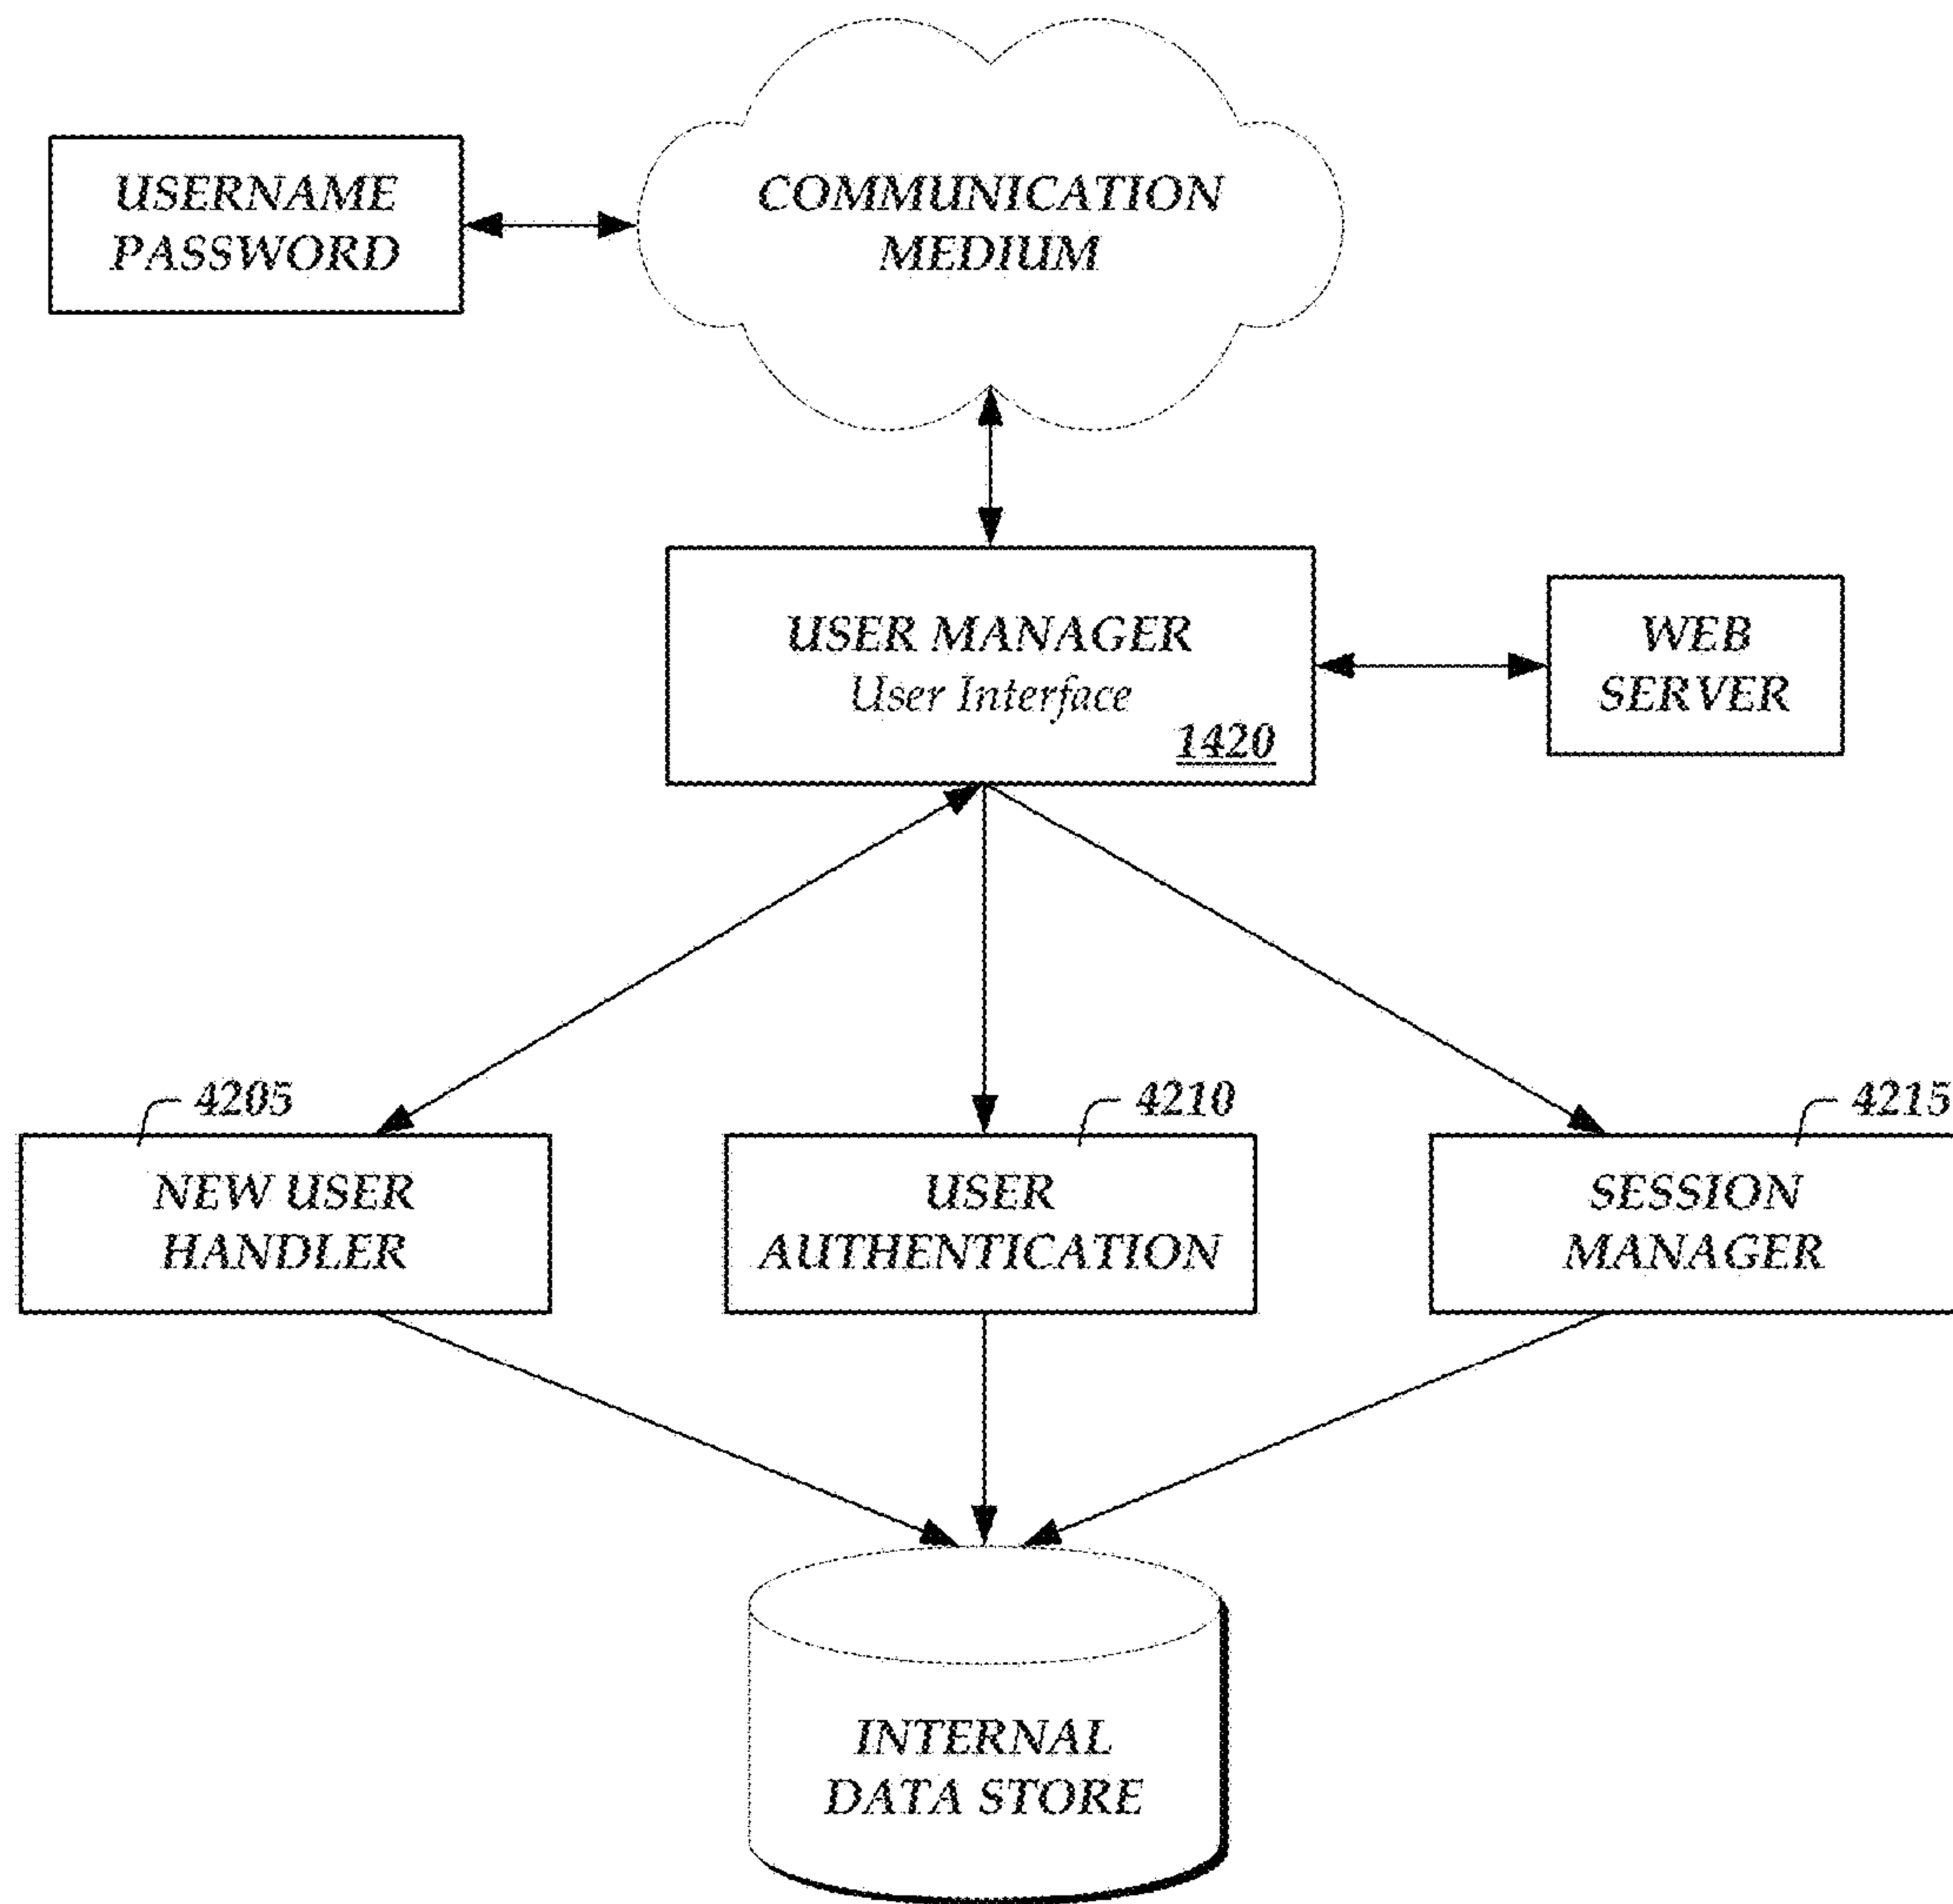 USERNAME
PASSWORD
COMMUNICATION
MEDIUM
USER MANAGER
User Interface
1420
WEB
SERVER
4205
NEW USER
HANDLER
4210
USER
AUTHENTICATION
4215
SESSION
MANAGER
INTERNAL
DATA STORE